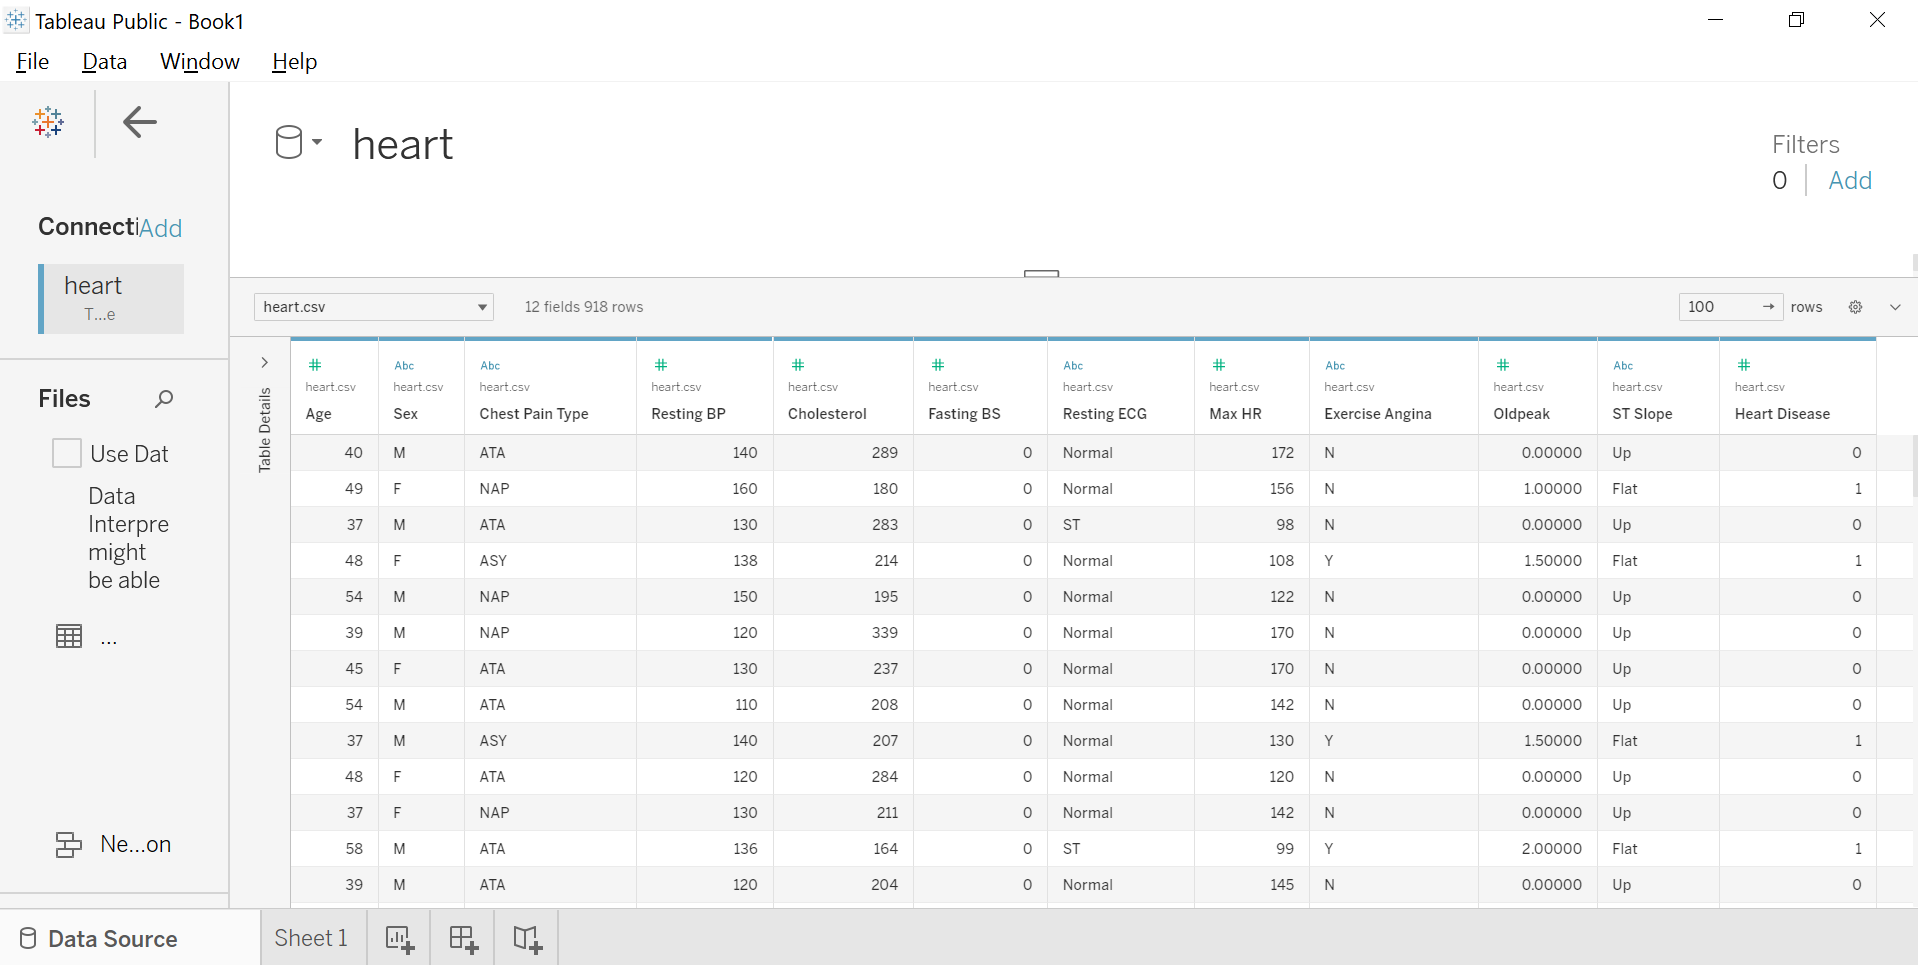 Tableau Public - Book1
File Data Window Help
heart
Filters
0 Add
Connecti Add
heart
T...e
heart.csv 12 fields 918 rows 100 → rows
Files
Use Dat
Data
Interpre
might
be able
...
Ne...on
Table Details
# Abc Abc # # # Abc # Abc # Abc #
heart.csv heart.csv heart.csv heart.csv heart.csv heart.csv heart.csv heart.csv heart.csv heart.csv heart.csv heart.csv
Age Sex Chest Pain Type Resting BP Cholesterol Fasting BS Resting ECG Max HR Exercise Angina Oldpeak ST Slope Heart Disease
40 M ATA 140 289 0 Normal 172 N 0.00000 Up 0
49 F NAP 160 180 0 Normal 156 N 1.00000 Flat 1
37 M ATA 130 283 0 ST 98 N 0.00000 Up 0
48 F ASY 138 214 0 Normal 108 Y 1.50000 Flat 1
54 M NAP 150 195 0 Normal 122 N 0.00000 Up 0
39 M NAP 120 339 0 Normal 170 N 0.00000 Up 0
45 F ATA 130 237 0 Normal 170 N 0.00000 Up 0
54 M ATA 110 208 0 Normal 142 N 0.00000 Up 0
37 M ASY 140 207 0 Normal 130 Y 1.50000 Flat 1
48 F ATA 120 284 0 Normal 120 N 0.00000 Up 0
37 F NAP 130 211 0 Normal 142 N 0.00000 Up 0
58 M ATA 136 164 0 ST 99 Y 2.00000 Flat 1
39 M ATA 120 204 0 Normal 145 N 0.00000 Up 0
Data Source Sheet 1